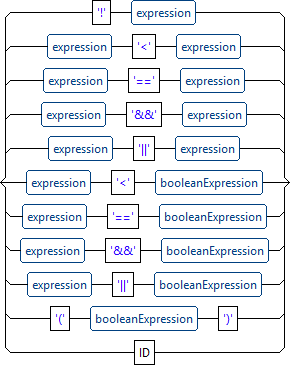 '!' expression
expression '<' expression
expression '==' expression
expression '&&' expression
expression '||' expression
expression '<' booleanExpression
expression '==' booleanExpression
expression '&&' booleanExpression
expression '||' booleanExpression
'(' booleanExpression ')'
ID